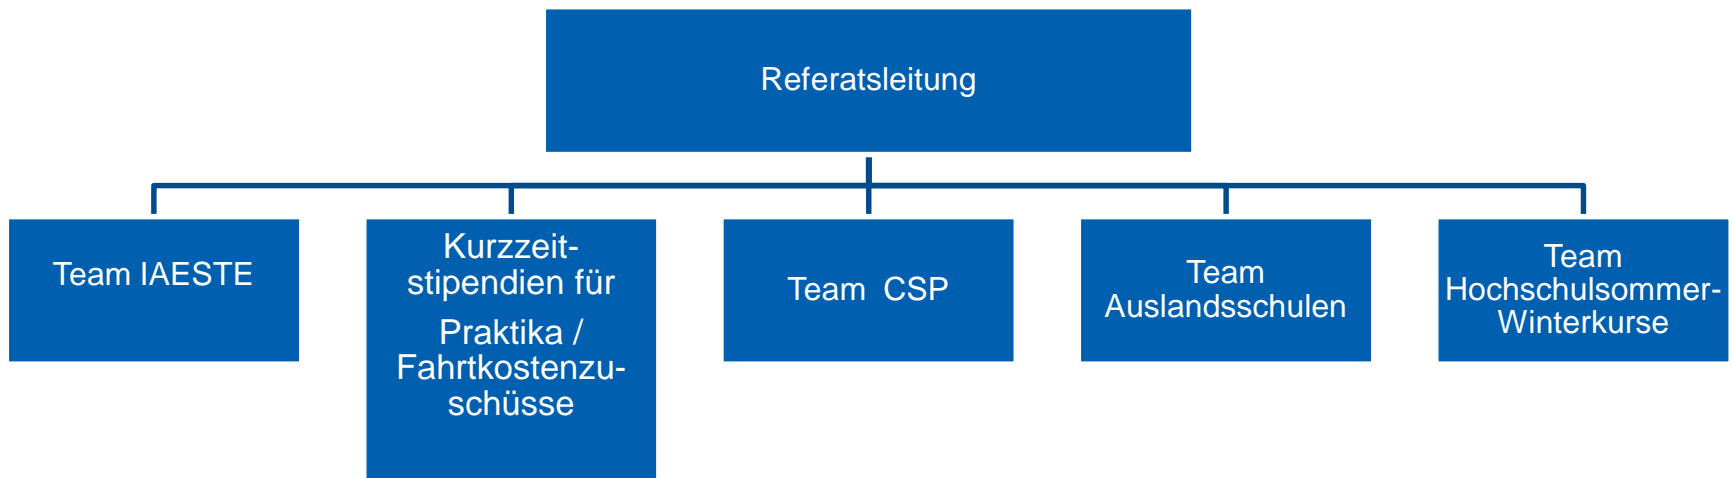 Referatsleitung
Team IAESTE
Kurzzeit-
stipendien für
Praktika /
Fahrtkostenzu-
schüsse
Team  CSP
Team
Auslandsschulen
Team
Hochschulsommer-
Winterkurse